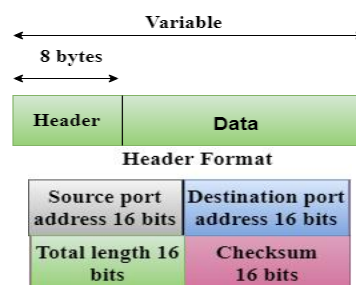 Variable
8 bytes
Header
Data
Header Format
Source port
address 16 bits
Destination port
address 16 bits
Total length 16
bits
Checksum
16 bits